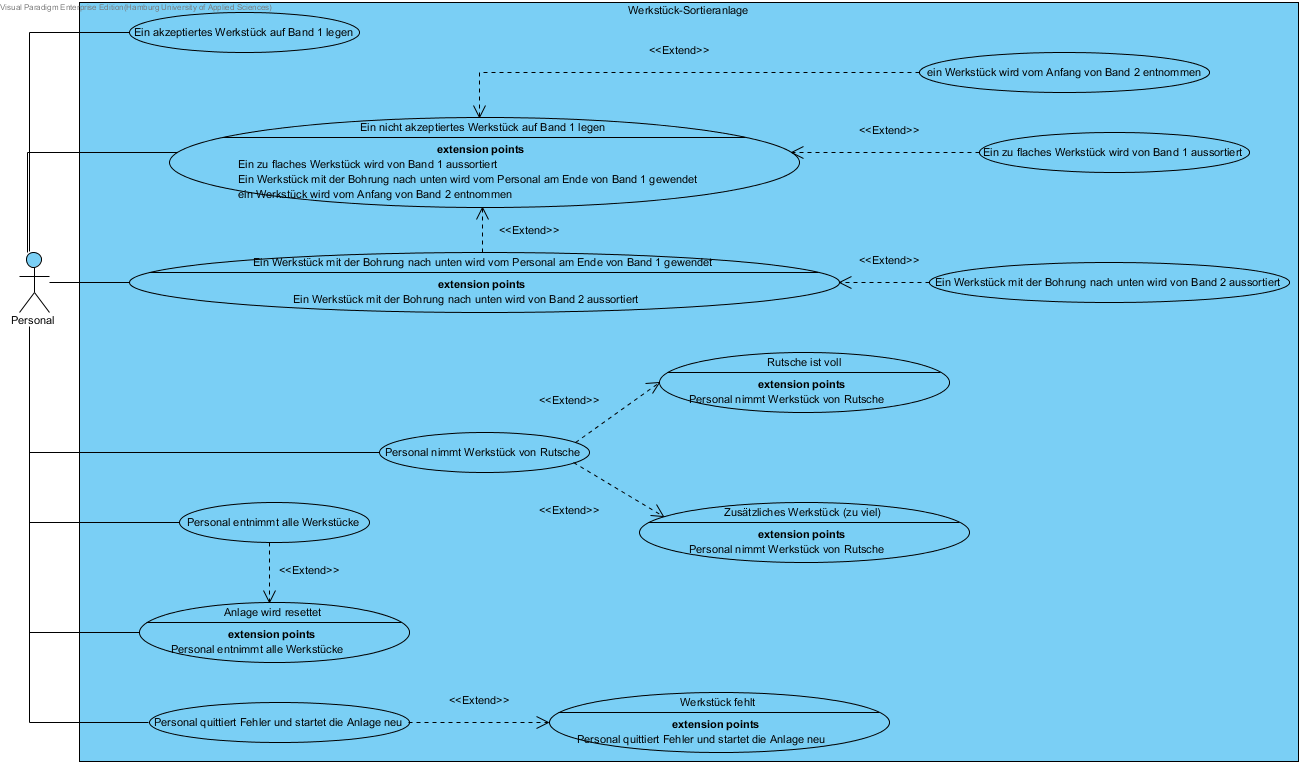 Visual Paradigm Enterprise Edition(Hamburg University of Applied Sciences)
Werkstück-Sortieranlage
Ein akzeptiertes Werkstück auf Band 1 legen
<<Extend>>
ein Werkstück wird vom Anfang von Band 2 entnommen
Ein nicht akzeptiertes Werkstück auf Band 1 legen
extension points
Ein zu flaches Werkstück wird von Band 1 aussortiert
Ein Werkstück mit der Bohrung nach unten wird vom Personal am Ende von Band 1 gewendet
ein Werkstück wird vom Anfang von Band 2 entnommen
<<Extend>>
Ein zu flaches Werkstück wird von Band 1 aussortiert
<<Extend>>
Ein Werkstück mit der Bohrung nach unten wird vom Personal am Ende von Band 1 gewendet
extension points
Ein Werkstück mit der Bohrung nach unten wird von Band 2 aussortiert
<<Extend>>
Ein Werkstück mit der Bohrung nach unten wird von Band 2 aussortiert
Personal
Rutsche ist voll
extension points
Personal nimmt Werkstück von Rutsche
<<Extend>>
Personal nimmt Werkstück von Rutsche
<<Extend>>
Zusätzliches Werkstück (zu viel)
extension points
Personal nimmt Werkstück von Rutsche
Personal entnimmt alle Werkstücke
<<Extend>>
Anlage wird resettet
extension points
Personal entnimmt alle Werkstücke
Personal quittiert Fehler und startet die Anlage neu
<<Extend>>
Werkstück fehlt
extension points
Personal quittiert Fehler und startet die Anlage neu